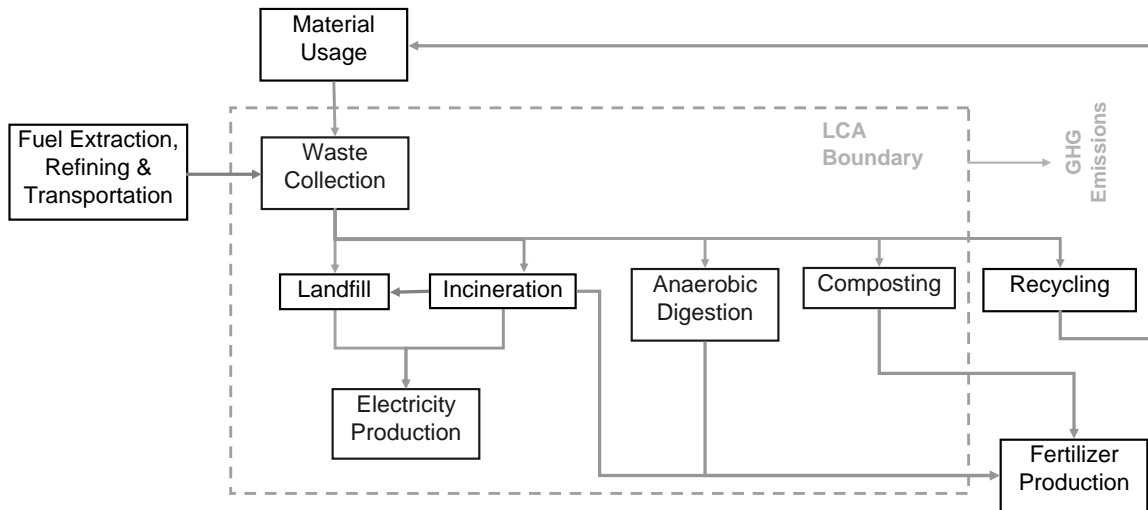 Material
Usage
Fuel Extraction,
Refining &
Transportation
Waste
Collection
LCA
Boundary
GHG
Emissions
Landfill
Incineration
Anaerobic
Digestion
Composting
Recycling
Electricity
Production
Fertilizer
Production